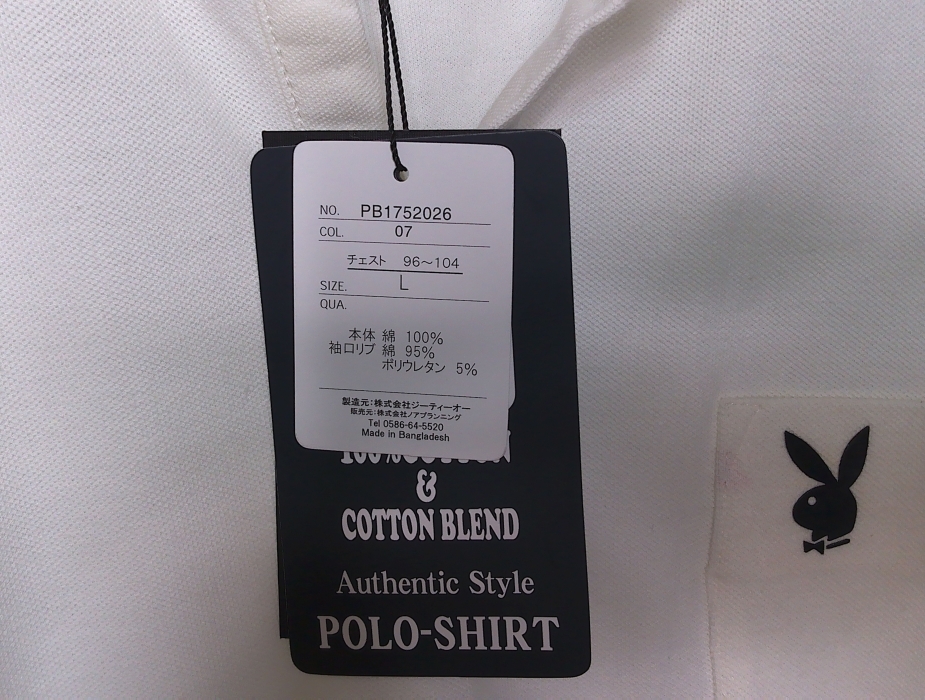 NO. PB1752026
COL. 07
チェスト 96～104
SIZE. L
QUA.
本体 綿 100%
袖口リブ 綿 95%
ポリウレタン 5%
製造元:株式会社ジーティーオー
販売元:株式会社ノアプランニング
Tel 0586-64-5520
Made in Bangladesh
100%COTTON
&
COTTON BLEND
Authentic Style
POLO-SHIRT